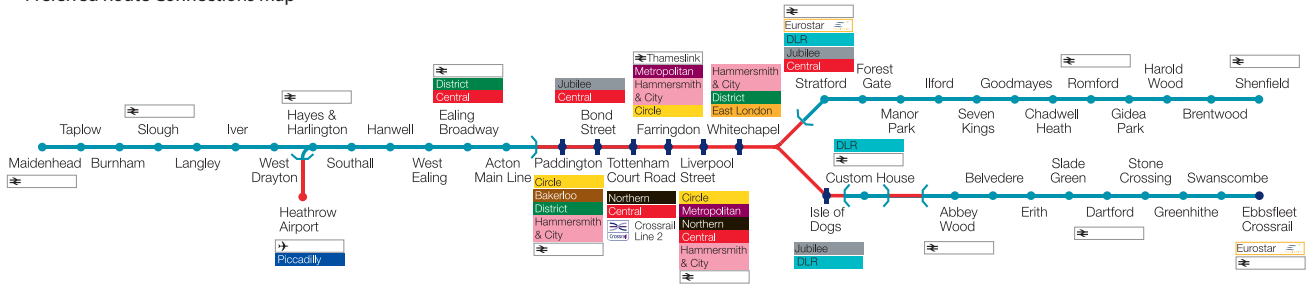 Preferred Route Connections Map
Maidenhead
Taplow
Burnham
Slough
Langley
Iver
West
Drayton
Heathrow
Airport
Piccadilly
Hayes &
Harlington
Southall
Hanwell
West
Ealing
District
Central
Ealing
Broadway
Acton
Main Line
Paddington
Circle
Bakerloo
District
Hammersmith
& City
Jubilee
Central
Bond
Street
Tottenham
Court Road
Northern
Central
Crossrail
Crossrail
Line 2
Thameslink
Metropolitan
Hammersmith
& City
Circle
Farringdon
Liverpool
Street
Circle
Metropolitan
Northern
Central
Hammersmith
& City
Hammersmith
& City
District
East London
Whitechapel
Eurostar
DLR
Jubilee
Central
Stratford
Forest
Gate
Manor
Park
Ilford
Seven
Kings
Goodmayes
Chadwell
Heath
Romford
Gidea
Park
Harold
Wood
Brentwood
Shenfield
Isle of
Dogs
Jubilee
DLR
DLR
Custom House
Abbey
Wood
Belvedere
Erith
Slade
Green
Dartford
Stone
Crossing
Greenhithe
Swanscombe
Ebbsfleet
Crossrail
Eurostar